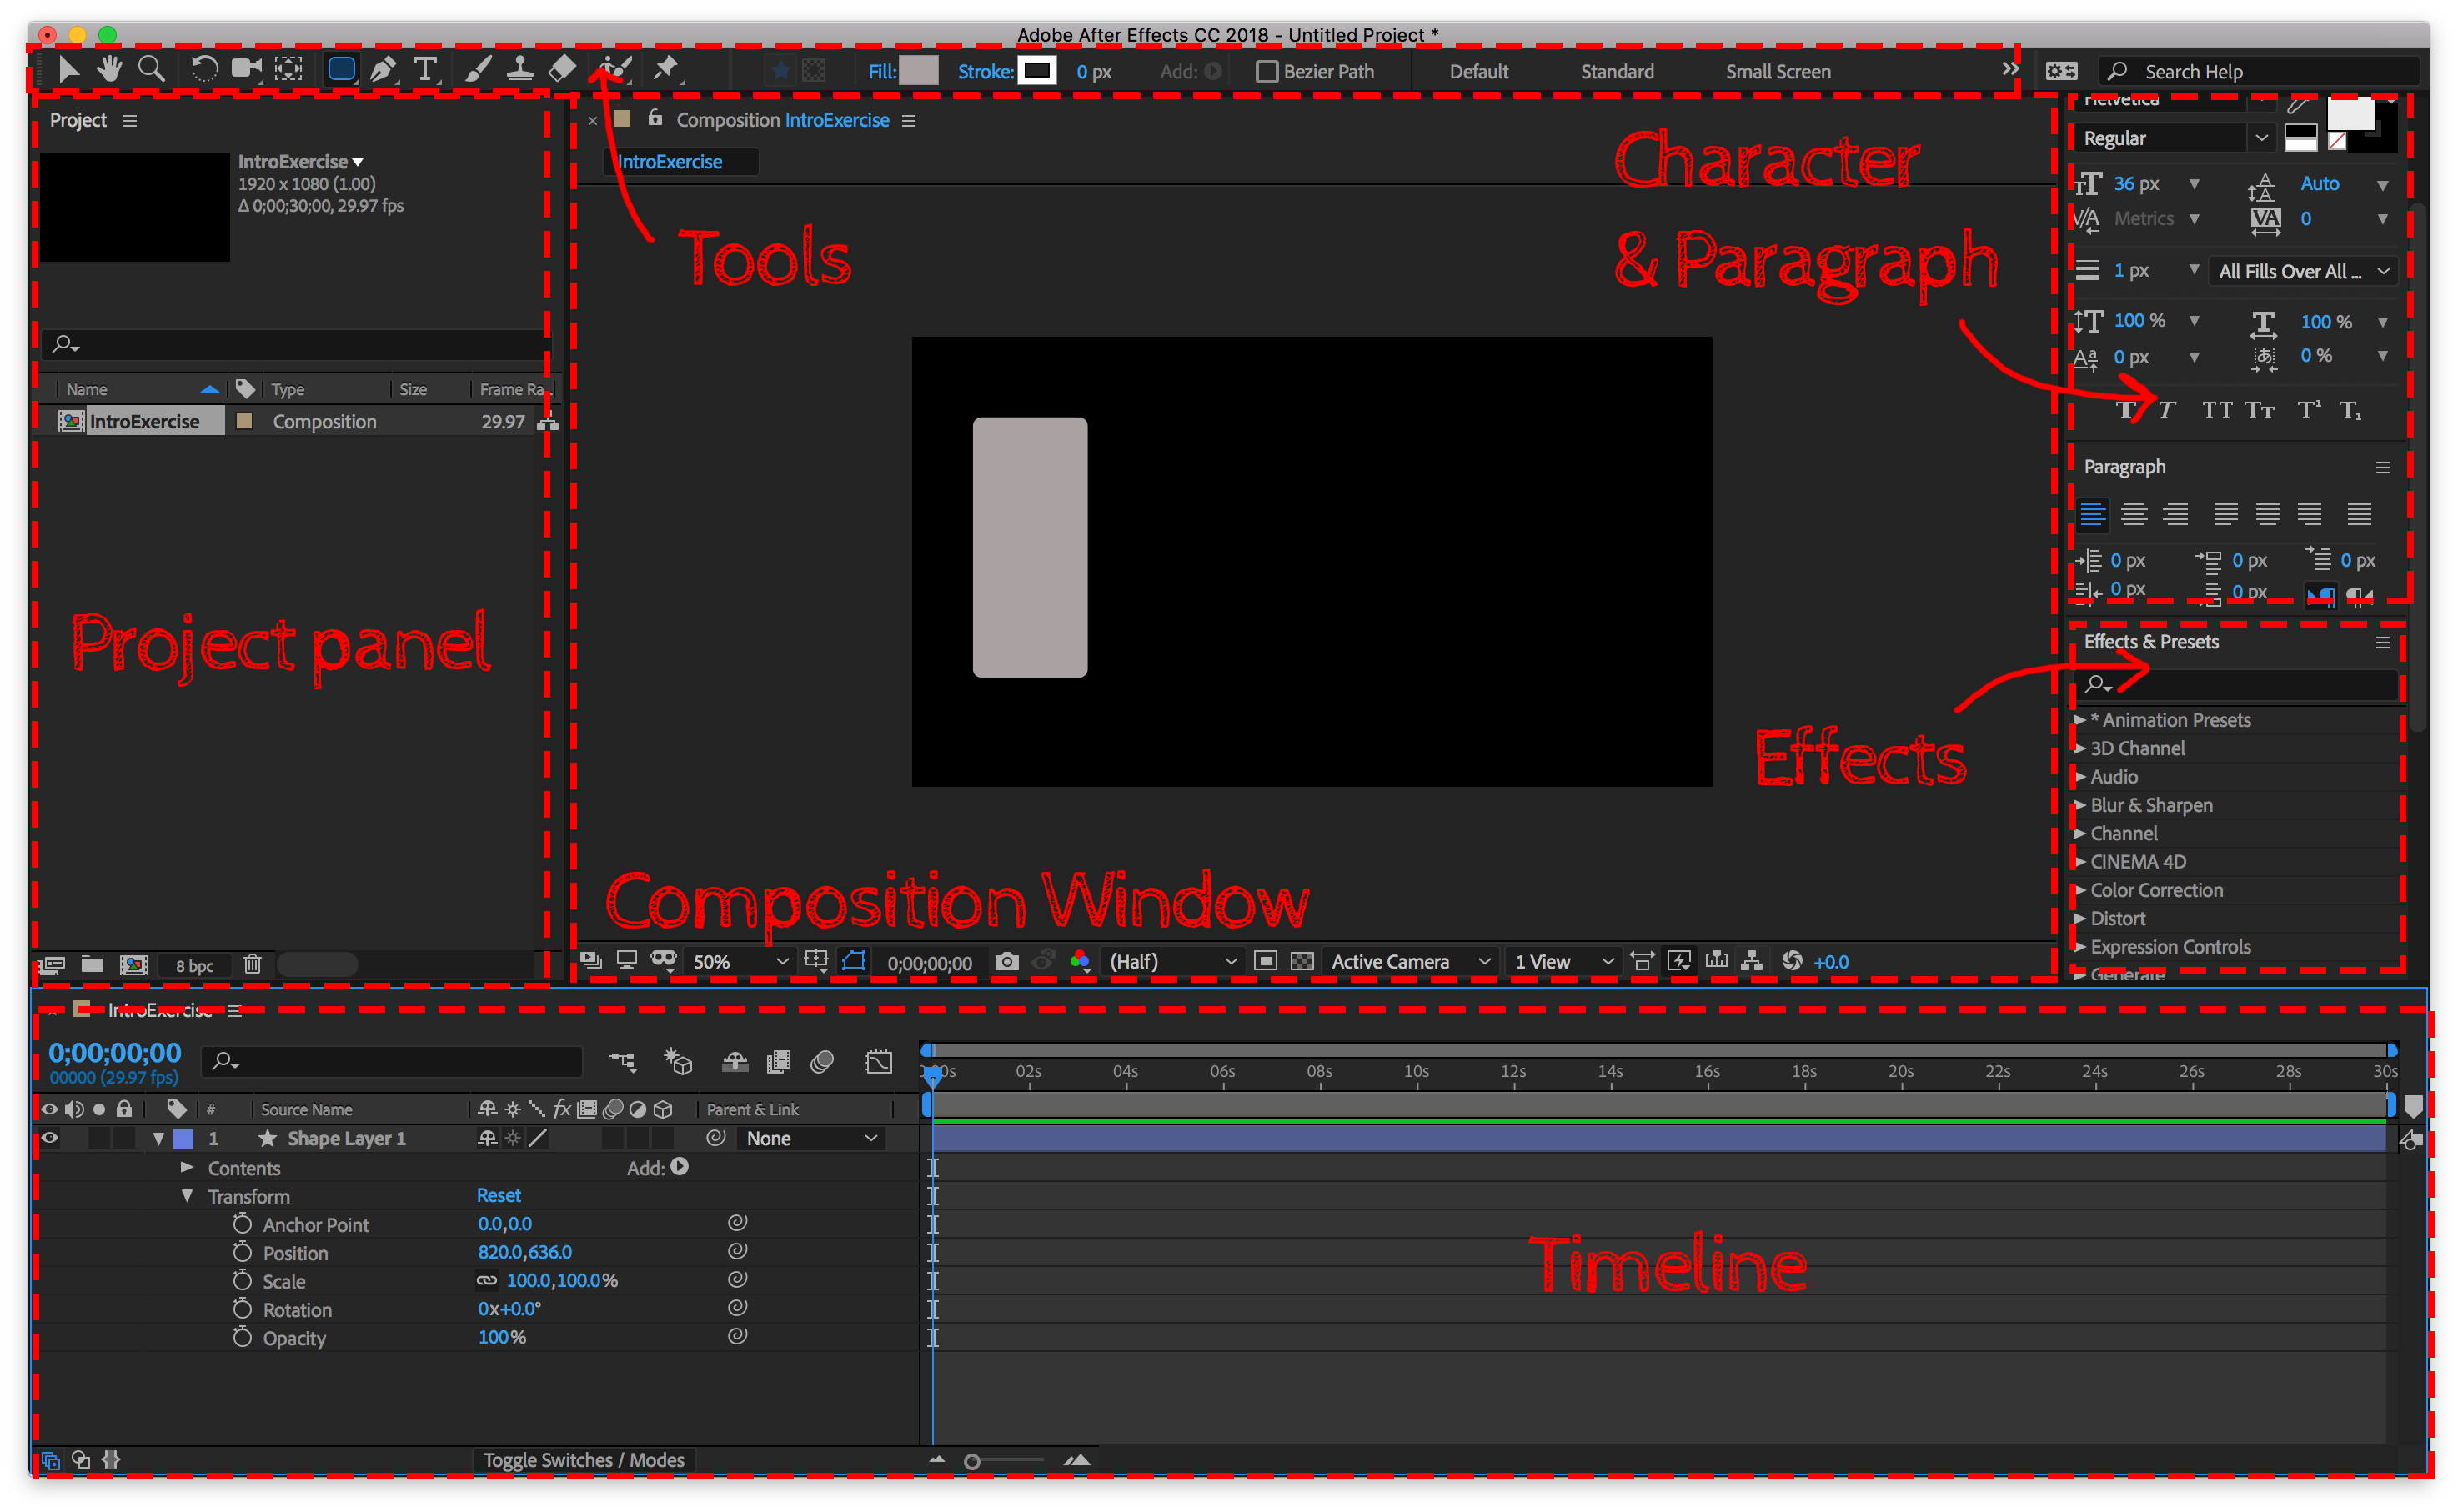 Adobe After Effects CC 2018 - Untitled Project *
Fill: Stroke: 0 px Add: Bezier Path Default Standard Small Screen Search Help
Project
IntroExercise
1920 x 1080 (1.00)
Δ 0;00;30;00, 29.97 fps
Name Type Size Frame Ra..
IntroExercise Composition 29.97
Project panel
8 bpc
Composition IntroExercise
IntroExercise
Tools
Character
& Paragraph
Effects
Composition Window
50% 0;00;00;00 (Half) Active Camera 1 View +0.0
Helvetica
Regular
36 px Auto
Metrics 0
1 px All Fills Over All ...
100 % 100 %
0 px 0 %
Paragraph
0 px 0 px 0 px
0 px 0 px
Effects & Presets
* Animation Presets
3D Channel
Audio
Blur & Sharpen
Channel
CINEMA 4D
Color Correction
Distort
Expression Controls
Generate
IntroExercise
0;00;00;00
00000 (29.97 fps)
:00s 02s 04s 06s 08s 10s 12s 14s 16s 18s 20s 22s 24s 26s 28s 30s
# Source Name fx Parent & Link
1 Shape Layer 1 None
Contents Add:
Transform Reset
Anchor Point 0.0,0.0
Position 820.0,636.0
Scale 100.0,100.0%
Rotation 0x+0.0°
Opacity 100%
Timeline
Toggle Switches / Modes